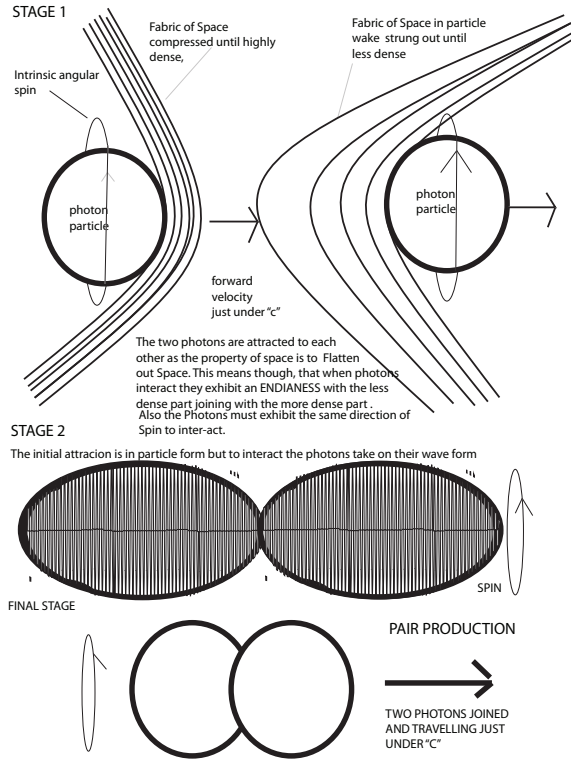 STAGE 1
Fabric of Space
compressed until highly
dense,
Fabric of Space in particle
wake strung out until
less dense
Intrinsic angular
spin
photon
particle
photon
particle
forward
velocity
just under “c”
The two photons are attracted to each
other as the property of space is to Flatten
out Space. This means though, that when photons
interact they exhibit an ENDIANESS with the less
dense part joining with the more dense part .
Also the Photons must exhibit the same direction of
Spin to inter-act.
STAGE 2
The initial attracion is in particle form but to interact the photons take on their wave form
SPIN
FINAL STAGE
PAIR PRODUCTION
TWO PHOTONS JOINED
AND TRAVELLING JUST
UNDER “C”